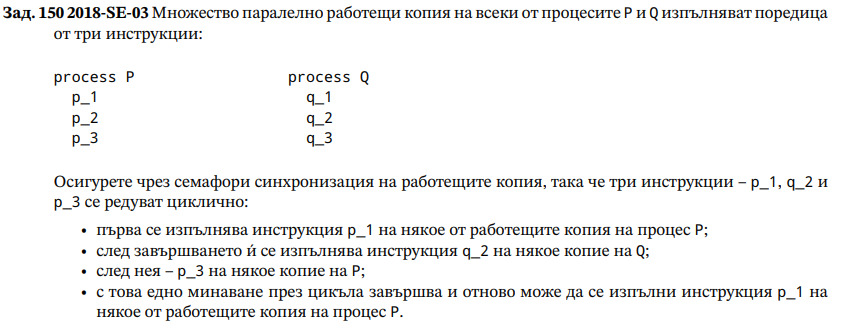 Зад. 150 2018-SE-03 Множество паралелно работещи копия на всеки от процесите P и Q изпълняват поредица
от три инструкции:
process P process Q
p_1 q_1
p_2 q_2
p_3 q_3
Осигурете чрез семафори синхронизация на работещите копия, така че три инструкции – p_1, q_2 и
p_3 се редуват циклично:
• първа се изпълнява инструкция p_1 на някое от работещите копия на процес P;
• след завършването ѝ се изпълнява инструкция q_2 на някое копие на Q;
• след нея – p_3 на някое копие на P;
• с това едно минаване през цикъла завършва и отново може да се изпълни инструкция p_1 на
някое от работещите копия на процес P.